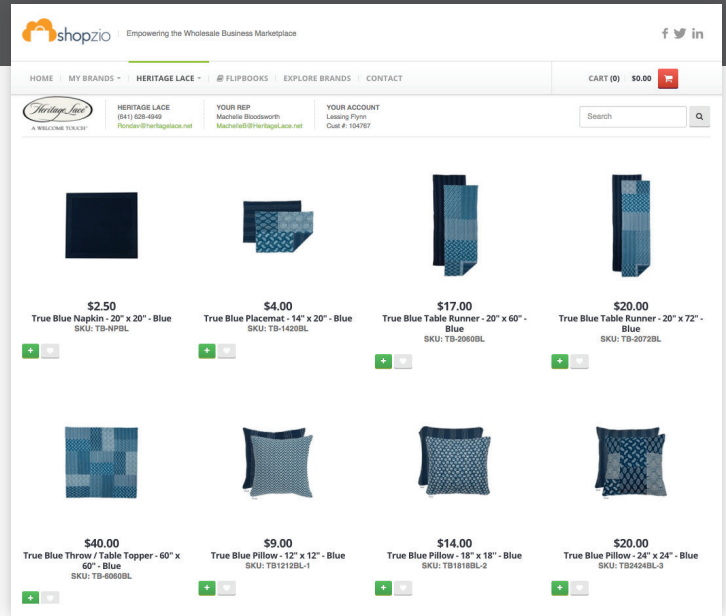 shopzio
Empowering the Wholesale Business Marketplace
HOME
MY BRANDS
HERITAGE LACE
FLIPBOOKS
EXPLORE BRANDS
CONTACT
CART (0) $0.00
Heritage Lace
A WELCOME TOUCH
HERITAGE LACE
(641) 628-4949
Rondav@heritagelace.net
YOUR REP
Machelle Bloodsworth
MachelleB@HeritageLace.net
YOUR ACCOUNT
Lessing Flynn
Cust #: 104767
Search
$2.50
True Blue Napkin - 20" x 20" - Blue
SKU: TB-NPBL
$4.00
True Blue Placemat - 14" x 20" - Blue
SKU: TB-1420BL
$17.00
True Blue Table Runner - 20" x 60" -
Blue
SKU: TB-2060BL
$20.00
True Blue Table Runner - 20" x 72" -
Blue
SKU: TB-2072BL
$40.00
True Blue Throw / Table Topper - 60" x
60" - Blue
SKU: TB-6060BL
$9.00
True Blue Pillow - 12" x 12" - Blue
SKU: TB1212BL-1
$14.00
True Blue Pillow - 18" x 18" - Blue
SKU: TB1818BL-2
$20.00
True Blue Pillow - 24" x 24" - Blue
SKU: TB2424BL-3